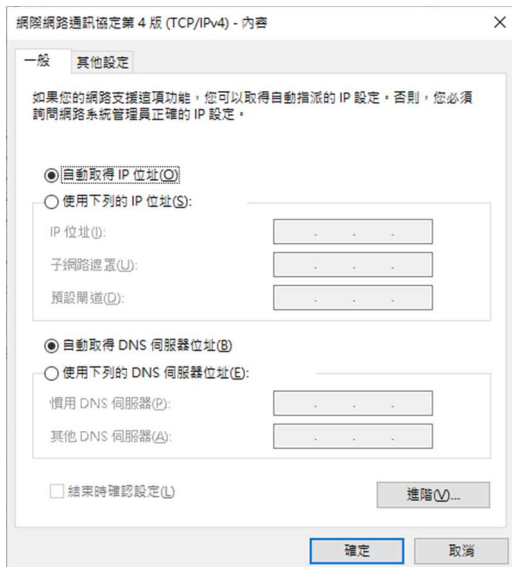 網際網路通訊協定第 4 版 (TCP/IPv4) - 內容
一般
其他設定
如果您的網路支援這項功能，您可以取得自動指派的 IP 設定。否則，您必須
詢問網路系統管理員正確的 IP 設定。
自動取得 IP 位址(O)
使用下列的 IP 位址(S):
IP 位址(I):
子網路遮罩(U):
預設閘道(D):
自動取得 DNS 伺服器位址(B)
使用下列的 DNS 伺服器位址(E):
慣用 DNS 伺服器(P):
其他 DNS 伺服器(A):
結束時確認設定(L)
進階(V)...
確定
取消